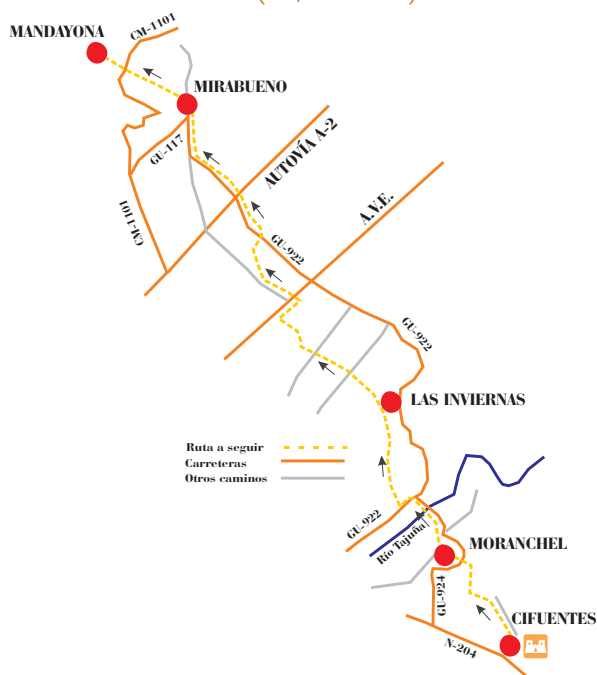 CM-1101
MANDAYONA
MIRABUENO
GU-117
AUTOVÍA A-2
A.V.E.
CM-1101
GU-922
GU-922
LAS INVIERNAS
Ruta a seguir
Carreteras
Otros caminos
GU-922
Río Tajuña
MORANCHEL
GU-924
CIFUENTES
N-204